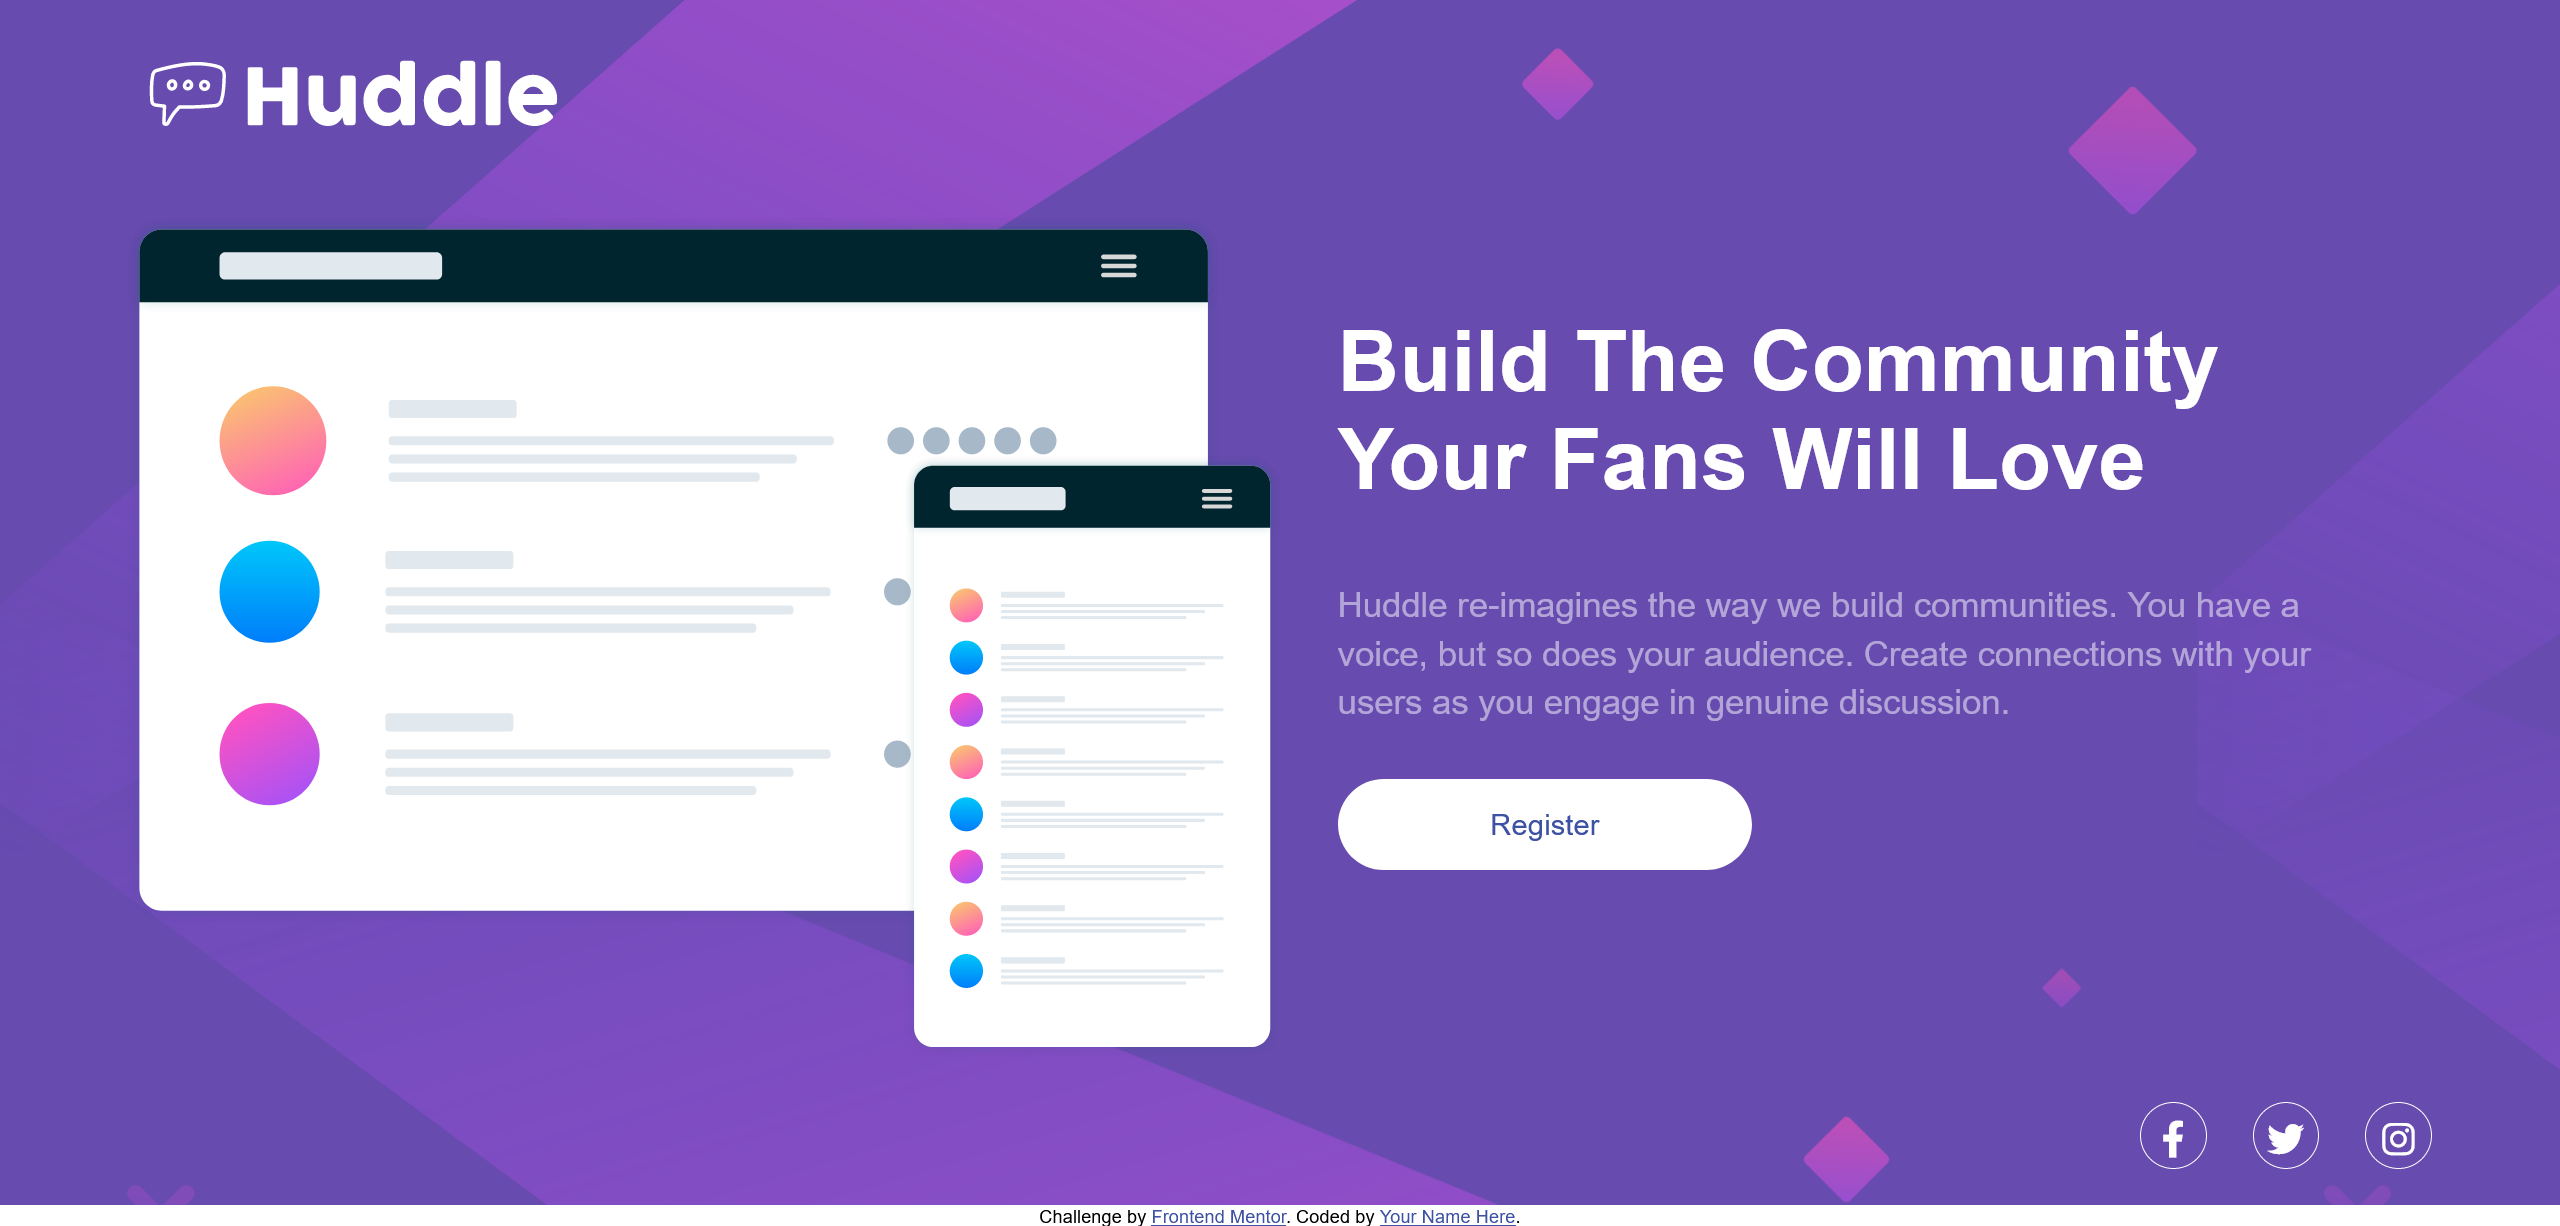 Huddle
Build The Community
Your Fans Will Love
Huddle re-imagines the way we build communities. You have a
voice, but so does your audience. Create connections with your
users as you engage in genuine discussion.
Register
Challenge by Frontend Mentor. Coded by Your Name Here.